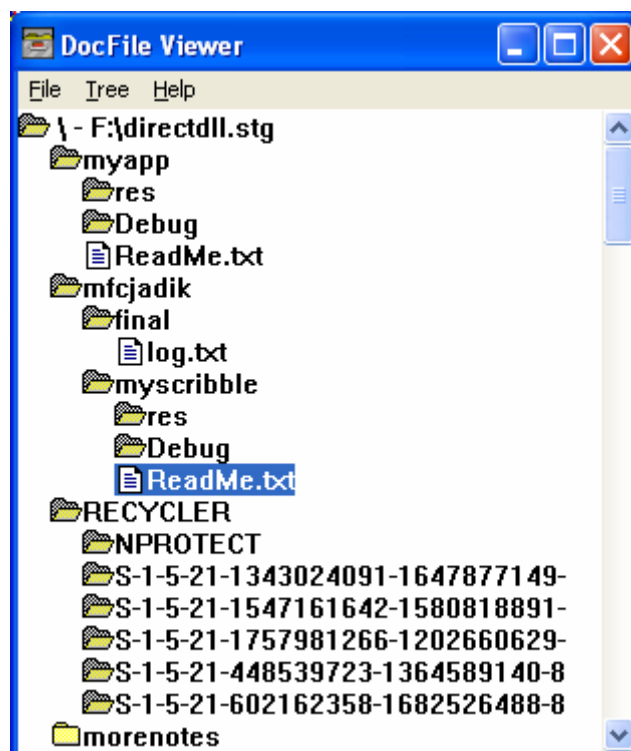 DocFile Viewer
File Tree Help
\ - F:\directdll.stg
myapp
res
Debug
ReadMe.txt
mfcjadik
final
log.txt
myscribble
res
Debug
ReadMe.txt
RECYCLER
NPROTECT
S-1-5-21-1343024091-1647877149-
S-1-5-21-1547161642-1580818891-
S-1-5-21-1757981266-1202660629-
S-1-5-21-448539723-1364589140-8
S-1-5-21-602162358-1682526488-8
morenotes